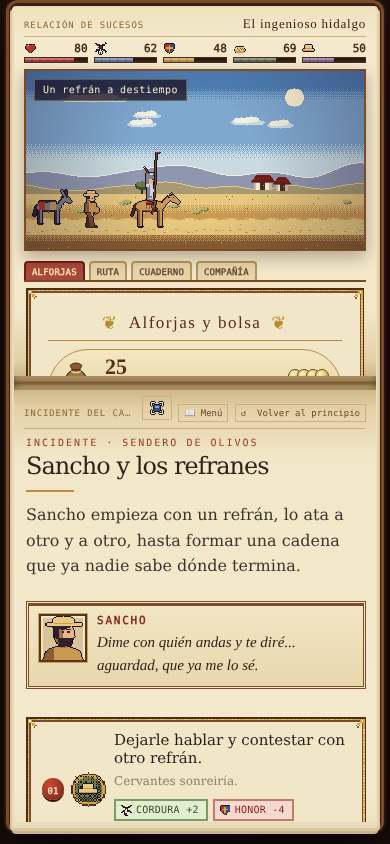 RELACIÓN DE SUCESOS
El ingenioso hidalgo
80 62 48 69 50
Un refrán a destiempo
ALFORJAS RUTA CUADERNO COMPAÑÍA
Alforjas y bolsa
25
INCIDENTE DEL CA… Menú ↺ Volver al principio
INCIDENTE · SENDERO DE OLIVOS
Sancho y los refranes
Sancho empieza con un refrán, lo ata a
otro y a otro, hasta formar una cadena
que ya nadie sabe dónde termina.
SANCHO
Dime con quién andas y te diré...
aguardad, que ya me lo sé.
01
Dejarle hablar y contestar con
otro refrán.
Cervantes sonreiría.
CORDURA +2 HONOR -4